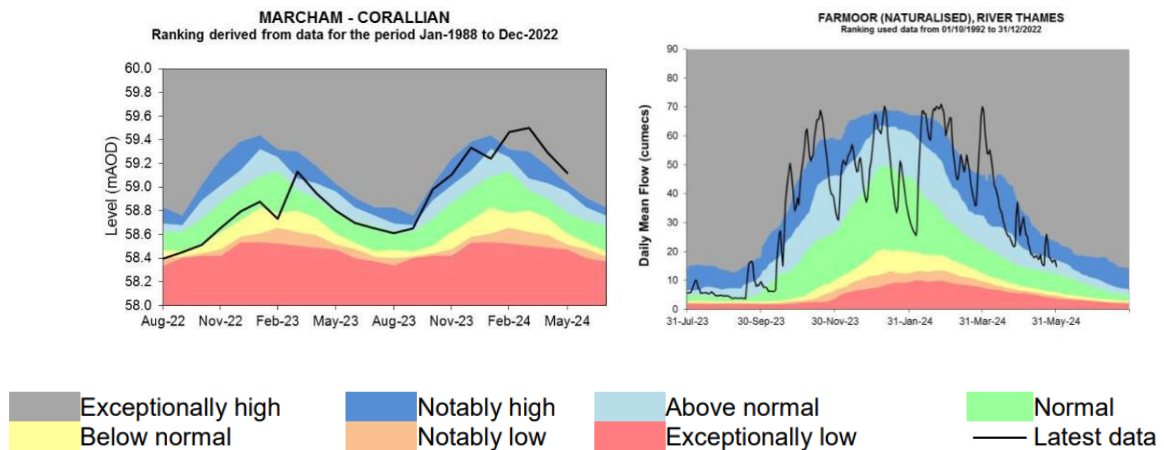 MARCHAM - CORALLIAN
Ranking derived from data for the period Jan-1988 to Dec-2022
Level (mAOD)
60.0
59.8
59.6
59.4
59.2
59.0
58.8
58.6
58.4
58.2
58.0
Aug-22 Nov-22 Feb-23 May-23 Aug-23 Nov-23 Feb-24 May-24
FARMOOR (NATURALISED), RIVER THAMES
Ranking used data from 01/10/1992 to 31/12/2022
Daily Mean Flow (cumecs)
90
80
70
60
50
40
30
20
10
0
31-Jul-23 30-Sep-23 30-Nov-23 31-Jan-24 31-Mar-24 31-May-24
Exceptionally high Notably high Above normal Normal
Below normal Notably low Exceptionally low Latest data